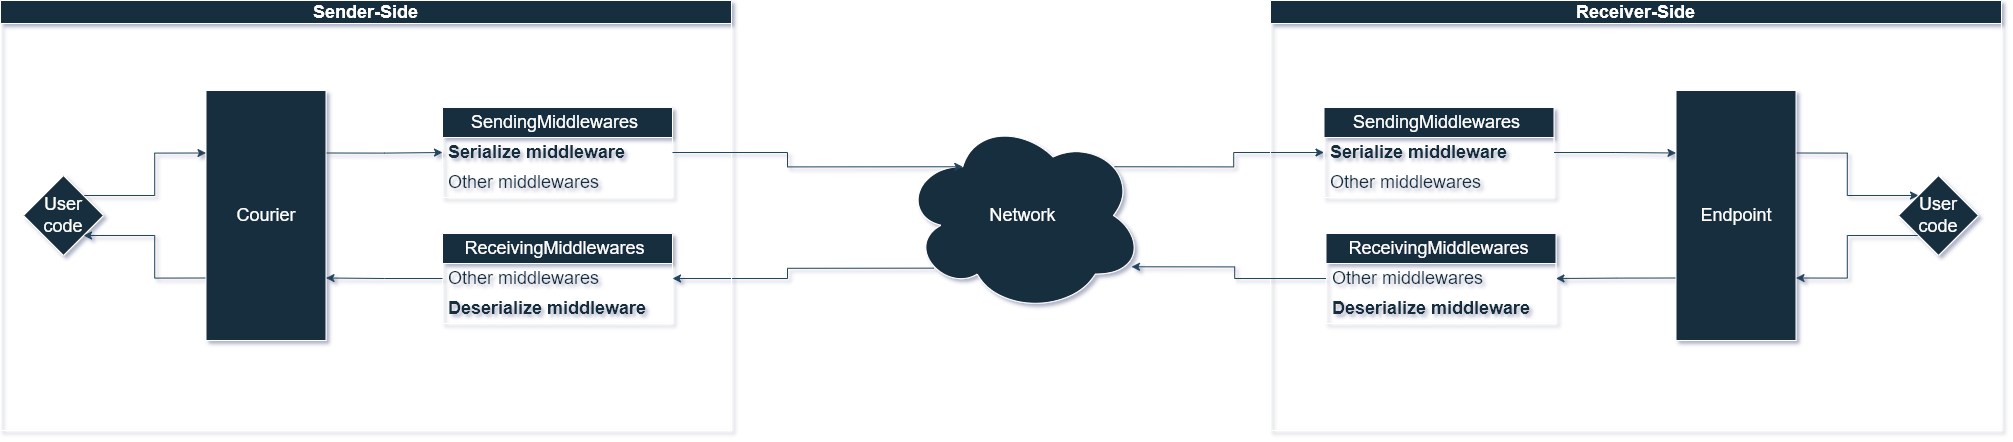 Sender-Side
User
code
Courier
SendingMiddlewares
Serialize middleware
Other middlewares
ReceivingMiddlewares
Other middlewares
Deserialize middleware
Network
Receiver-Side
SendingMiddlewares
Serialize middleware
Other middlewares
ReceivingMiddlewares
Other middlewares
Deserialize middleware
Endpoint
User
code